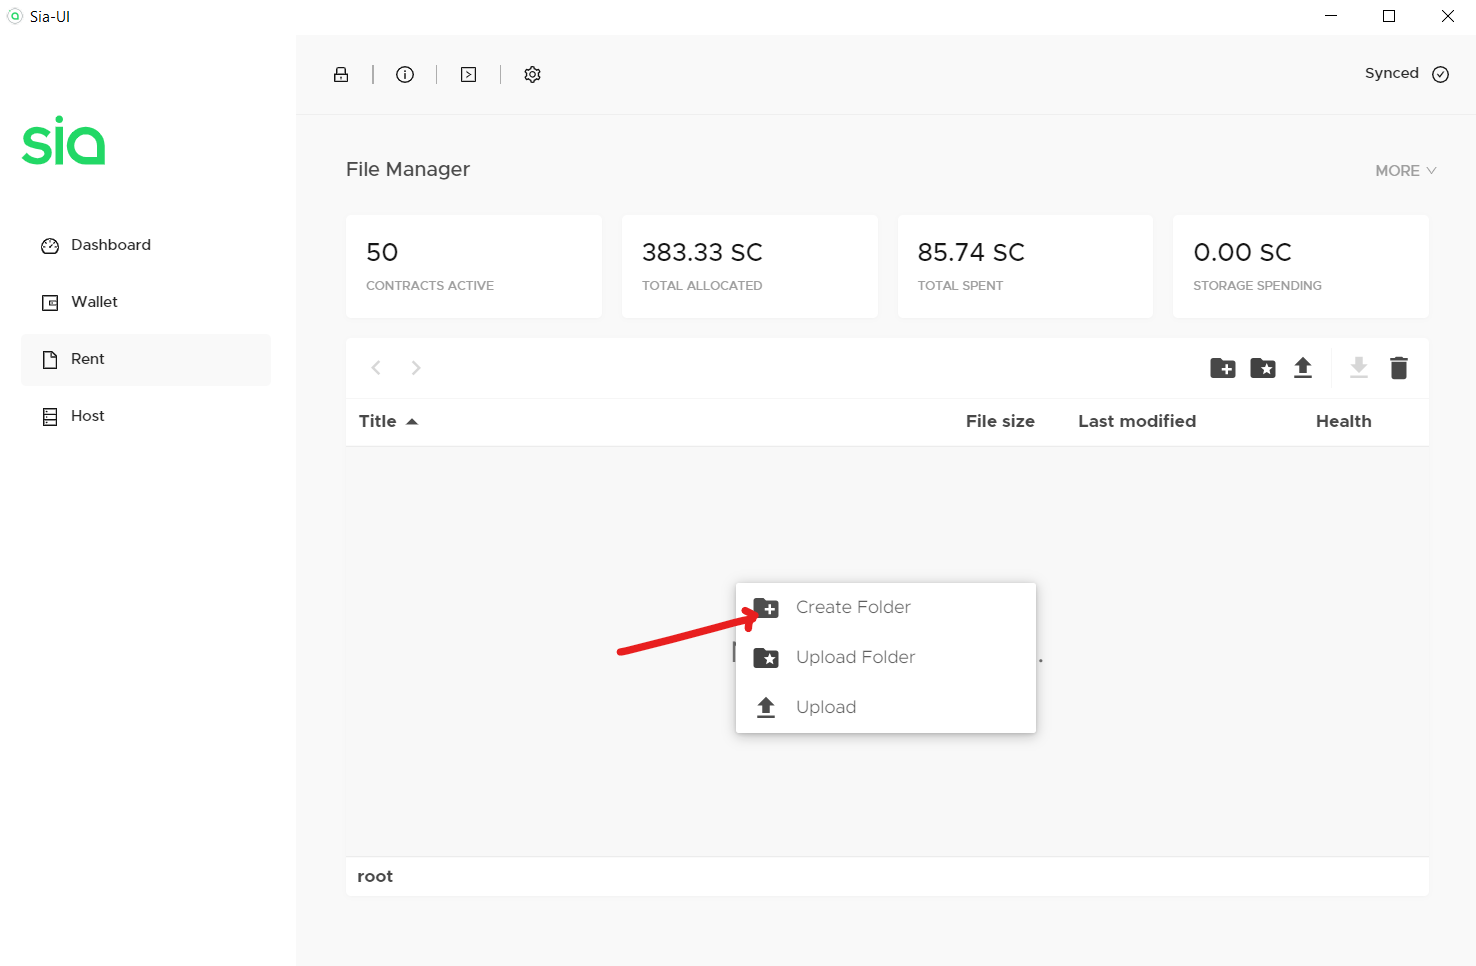 Sia-UI
Synced
sia
File Manager
MORE
Dashboard
Wallet
Rent
Host
50
CONTRACTS ACTIVE
383.33 SC
TOTAL ALLOCATED
85.74 SC
TOTAL SPENT
0.00 SC
STORAGE SPENDING
Title File size Last modified Health
Create Folder
Upload Folder
Upload
root